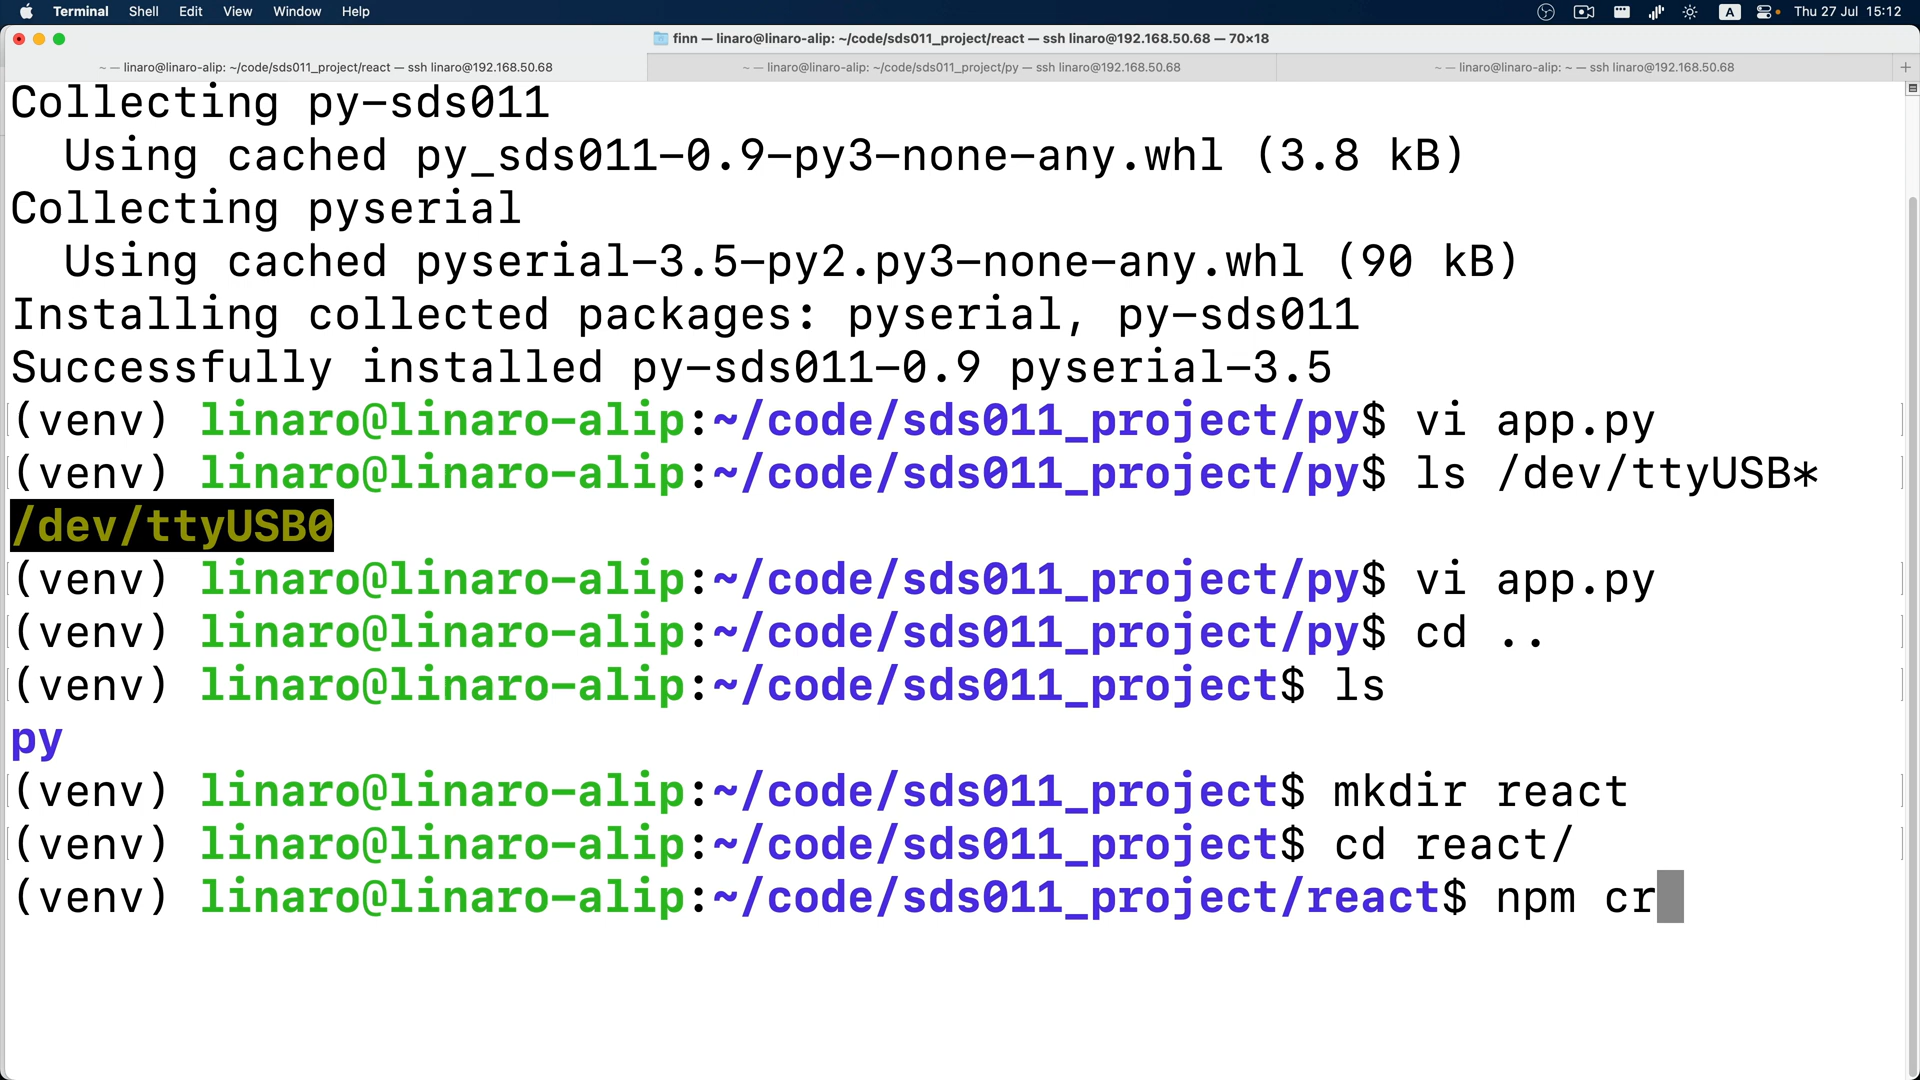 Terminal Shell Edit View Window Help A Thu 27 Jul 15:12
finn — linaro@linaro-alip: ~/code/sds011_project/react — ssh linaro@192.168.50.68 — 70×18
~ — linaro@linaro-alip: ~/code/sds011_project/react — ssh linaro@192.168.50.68 ~ — linaro@linaro-alip: ~/code/sds011_project/py — ssh linaro@192.168.50.68 ~ — linaro@linaro-alip: ~ — ssh linaro@192.168.50.68 +
Collecting py-sds011
  Using cached py_sds011-0.9-py3-none-any.whl (3.8 kB)
Collecting pyserial
  Using cached pyserial-3.5-py2.py3-none-any.whl (90 kB)
Installing collected packages: pyserial, py-sds011
Successfully installed py-sds011-0.9 pyserial-3.5
(venv) linaro@linaro-alip:~/code/sds011_project/py$ vi app.py
(venv) linaro@linaro-alip:~/code/sds011_project/py$ ls /dev/ttyUSB*
/dev/ttyUSB0
(venv) linaro@linaro-alip:~/code/sds011_project/py$ vi app.py
(venv) linaro@linaro-alip:~/code/sds011_project/py$ cd ..
(venv) linaro@linaro-alip:~/code/sds011_project$ ls
py
(venv) linaro@linaro-alip:~/code/sds011_project$ mkdir react
(venv) linaro@linaro-alip:~/code/sds011_project$ cd react/
(venv) linaro@linaro-alip:~/code/sds011_project/react$ npm cr